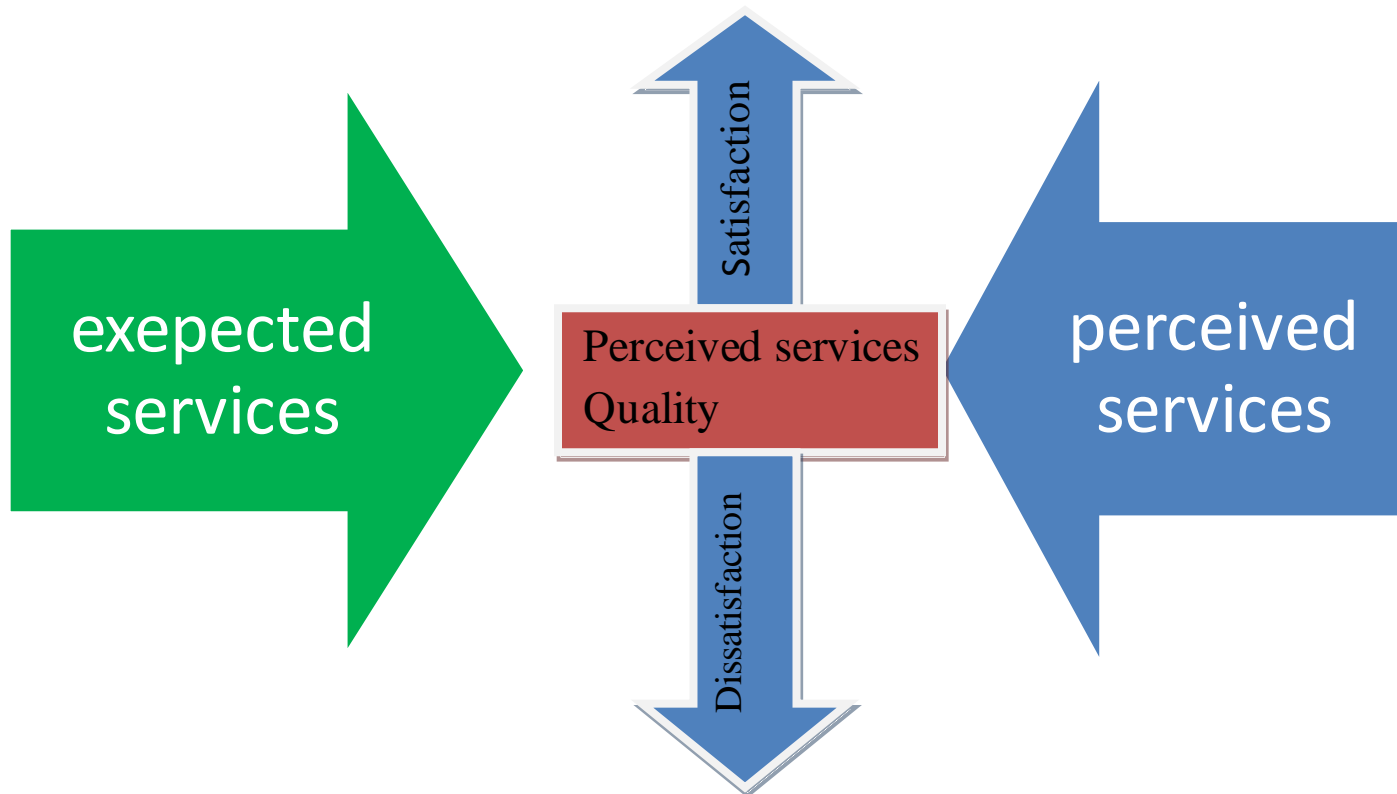 Satisfaction
exepected
services
Perceived services
Quality
perceived
services
Dissatisfaction